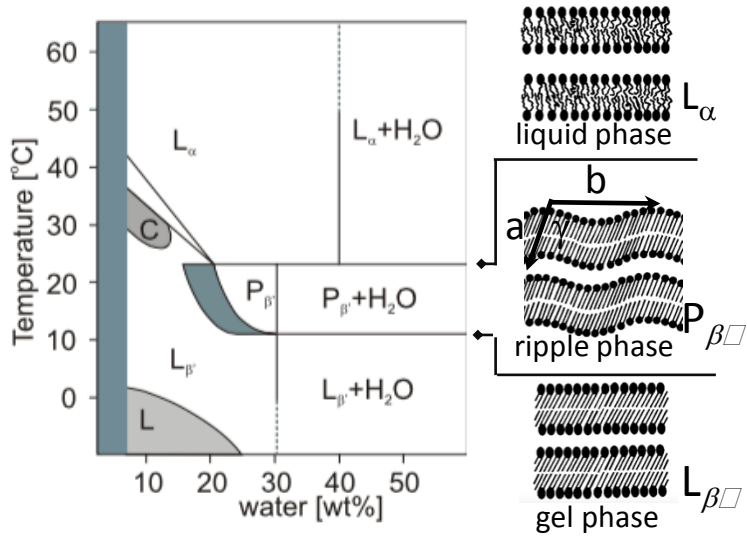 Temperature [°C]
60
50
40
30
20
10
0
Lα
Lα+H2O
C
Pβ'
Pβ'+H2O
Lβ'
Lβ'+H2O
L
10 20 30 40 50
water [wt%]
Lα
liquid phase
b
a γ
Pβ□
ripple phase
Lβ□
gel phase